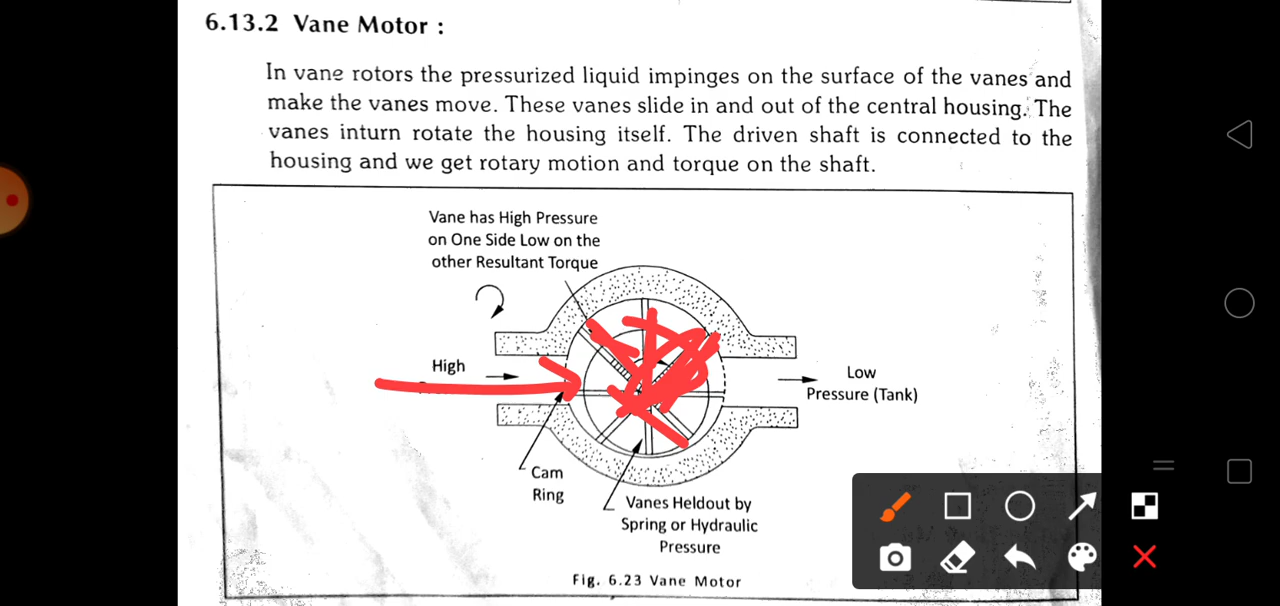 6.13.2 Vane Motor :
In vane rotors the pressurized liquid impinges on the surface of the vanes and
make the vanes move. These vanes slide in and out of the central housing. The
vanes inturn rotate the housing itself. The driven shaft is connected to the
housing and we get rotary motion and torque on the shaft.
Vane has High Pressure
on One Side Low on the
other Resultant Torque
High
Low
Pressure (Tank)
Cam
Ring
Vanes Heldout by
Spring or Hydraulic
Pressure
Fig. 6.23 Vane Motor